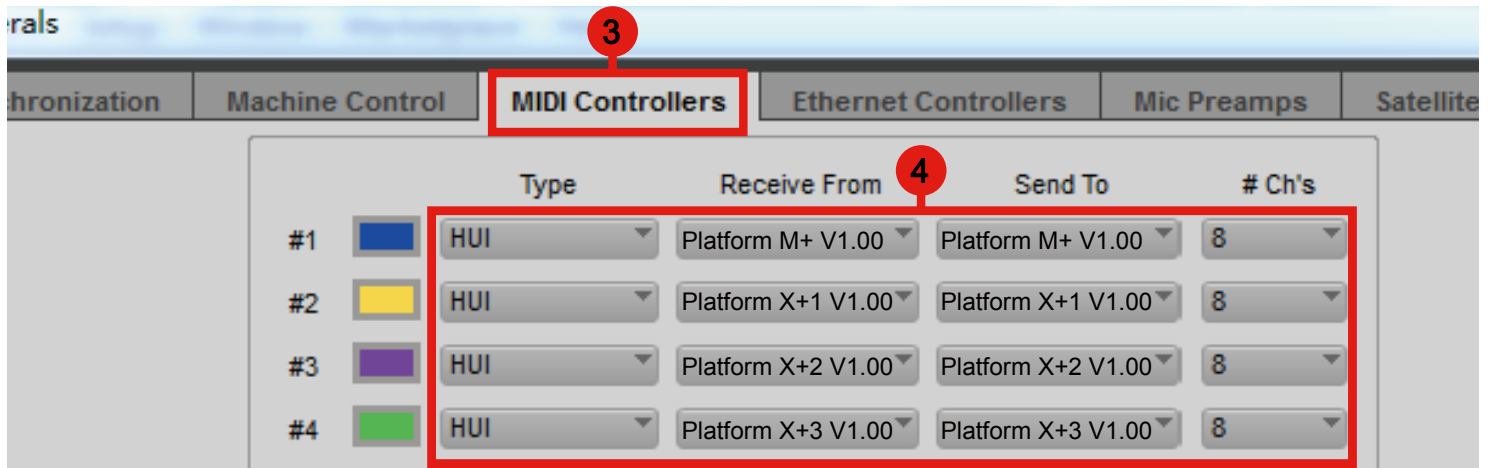 erals
3
chronization Machine Control MIDI Controllers Ethernet Controllers Mic Preamps Satellite
Type Receive From 4 Send To # Ch's
#1 HUI Platform M+ V1.00 Platform M+ V1.00 8
#2 HUI Platform X+1 V1.00 Platform X+1 V1.00 8
#3 HUI Platform X+2 V1.00 Platform X+2 V1.00 8
#4 HUI Platform X+3 V1.00 Platform X+3 V1.00 8